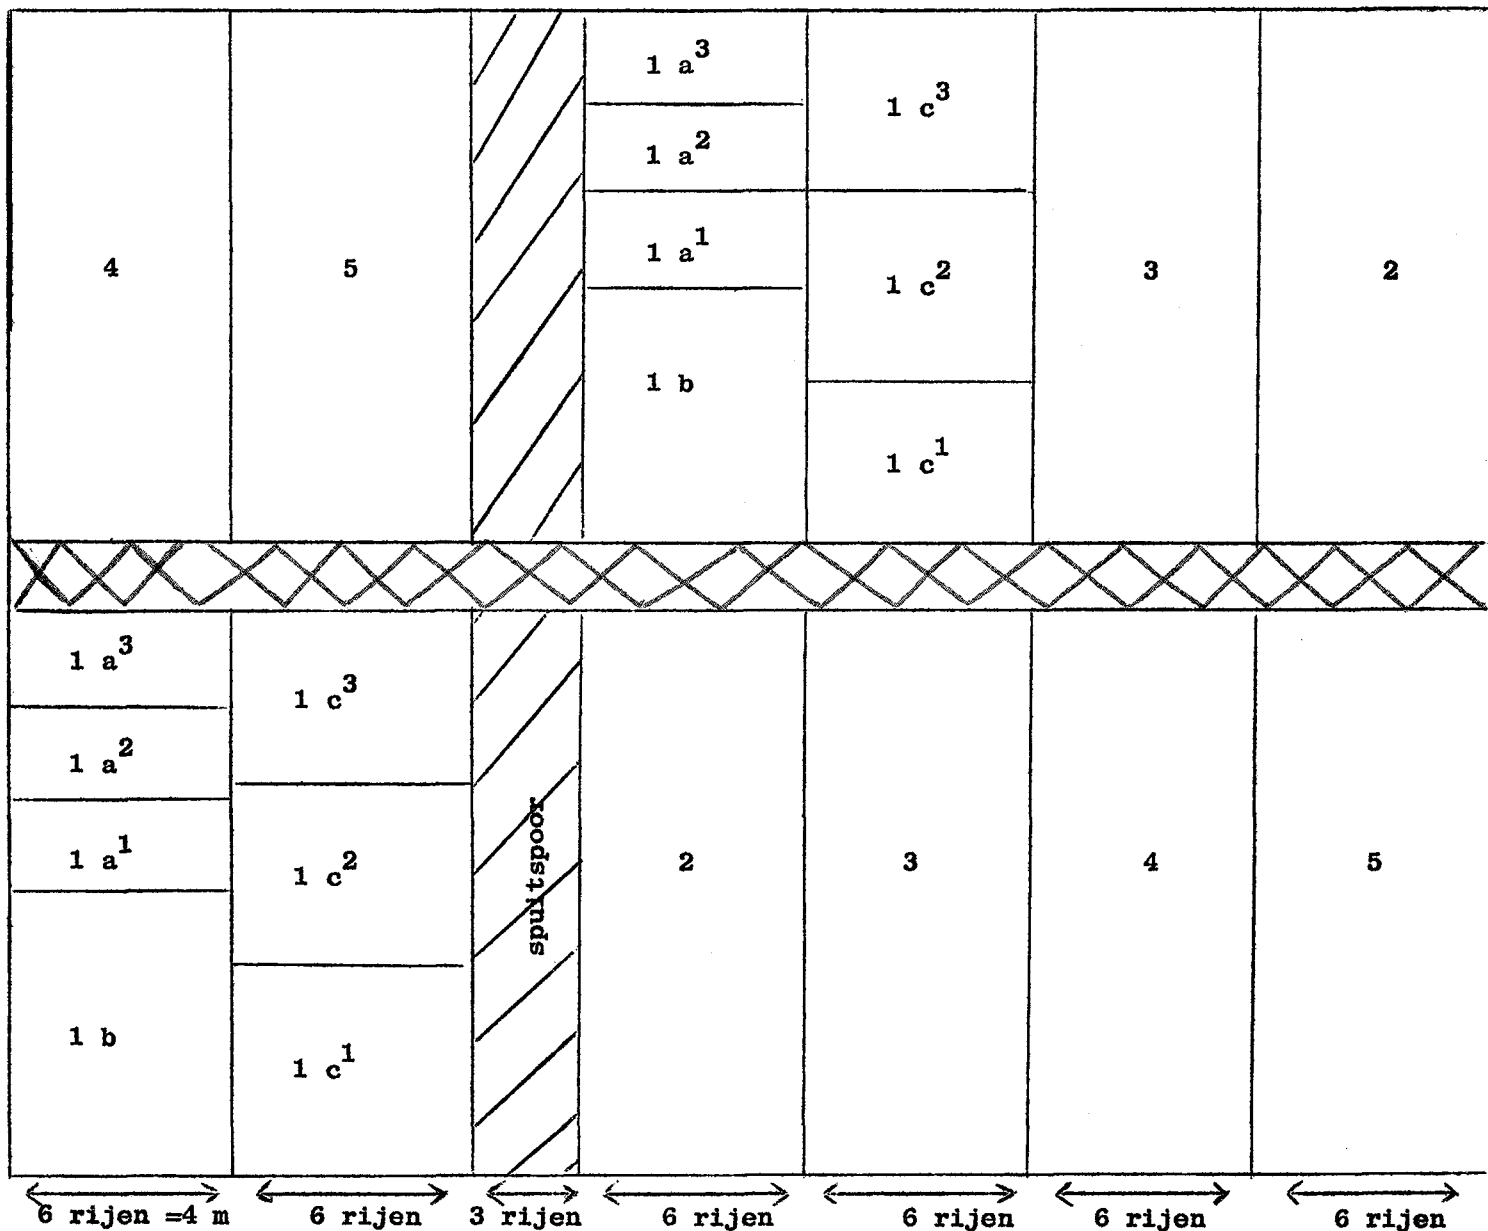 1 a³
1 c³
1 a²
1 a¹
4 5 1 c² 3 2
1 b
1 c¹
1 a³
1 c³
1 a²
1 a¹ 1 c² spuitspoor 2 3 4 5
1 b
1 c¹
6 rijen =4 m 6 rijen 3 rijen 6 rijen 6 rijen 6 rijen 6 rijen